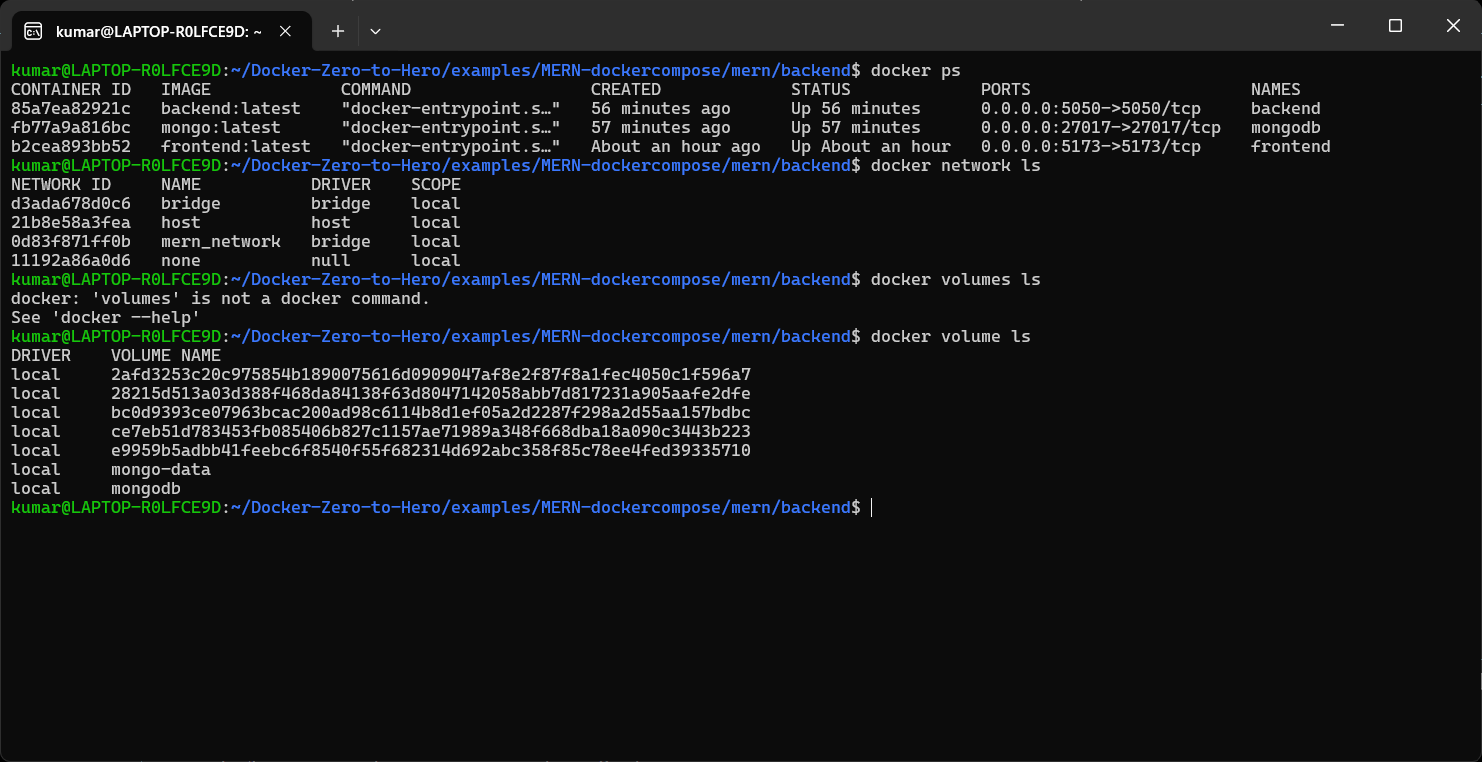 kumar@LAPTOP-R0LFCE9D: ~
kumar@LAPTOP-R0LFCE9D:~/Docker-Zero-to-Hero/examples/MERN-dockercompose/mern/backend$ docker ps
CONTAINER ID   IMAGE             COMMAND                  CREATED             STATUS             PORTS                      NAMES
85a7ea82921c   backend:latest    "docker-entrypoint.s…"   56 minutes ago      Up 56 minutes      0.0.0.0:5050->5050/tcp     backend
fb77a9a816bc   mongo:latest      "docker-entrypoint.s…"   57 minutes ago      Up 57 minutes      0.0.0.0:27017->27017/tcp   mongodb
b2cea893bb52   frontend:latest   "docker-entrypoint.s…"   About an hour ago   Up About an hour   0.0.0.0:5173->5173/tcp     frontend
kumar@LAPTOP-R0LFCE9D:~/Docker-Zero-to-Hero/examples/MERN-dockercompose/mern/backend$ docker network ls
NETWORK ID     NAME           DRIVER    SCOPE
d3ada678d0c6   bridge         bridge    local
21b8e58a3fea   host           host      local
0d83f871ff0b   mern_network   bridge    local
11192a86a0d6   none           null      local
kumar@LAPTOP-R0LFCE9D:~/Docker-Zero-to-Hero/examples/MERN-dockercompose/mern/backend$ docker volumes ls
docker: 'volumes' is not a docker command.
See 'docker --help'
kumar@LAPTOP-R0LFCE9D:~/Docker-Zero-to-Hero/examples/MERN-dockercompose/mern/backend$ docker volume ls
DRIVER    VOLUME NAME
local     2afd3253c20c975854b1890075616d0909047af8e2f87f8a1fec4050c1f596a7
local     28215d513a03d388f468da84138f63d8047142058abb7d817231a905aafe2dfe
local     bc0d9393ce07963bcac200ad98c6114b8d1ef05a2d2287f298a2d55aa157bdbc
local     ce7eb51d783453fb085406b827c1157ae71989a348f668dba18a090c3443b223
local     e9959b5adbb41feebc6f8540f55f682314d692abc358f85c78ee4fed39335710
local     mongo-data
local     mongodb
kumar@LAPTOP-R0LFCE9D:~/Docker-Zero-to-Hero/examples/MERN-dockercompose/mern/backend$